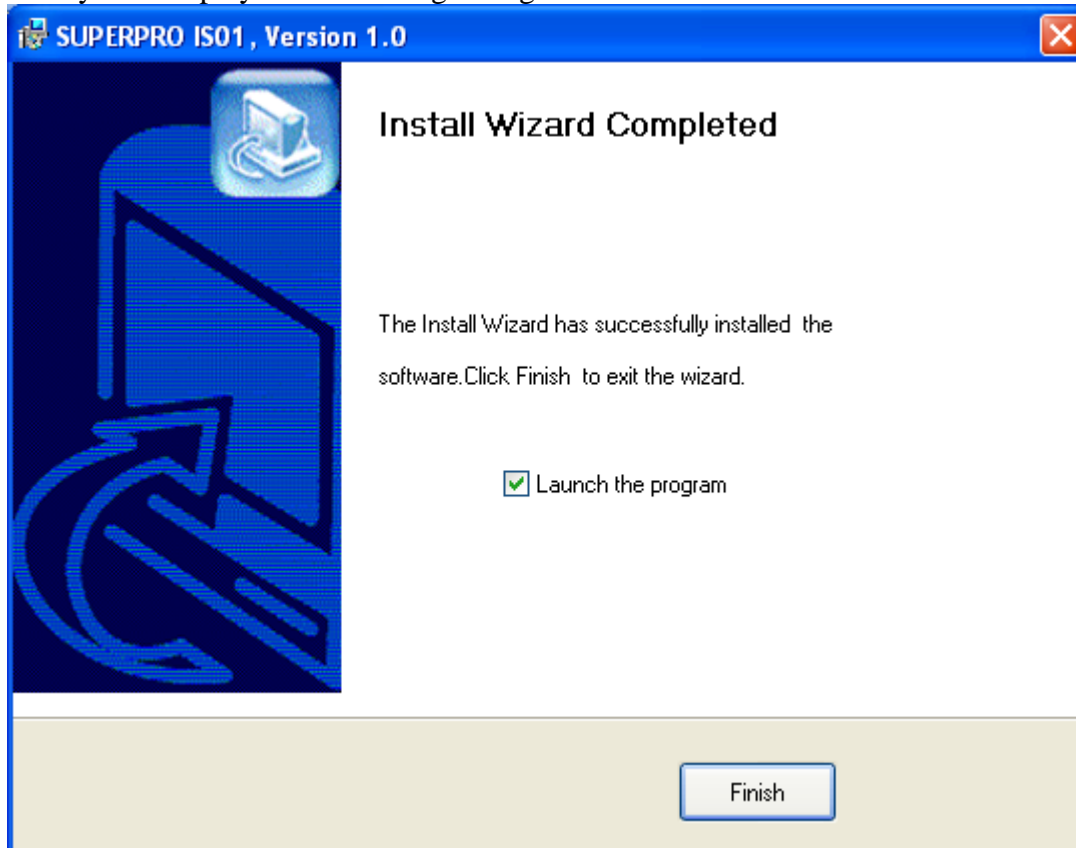 SUPERPRO IS01, Version 1.0
Install Wizard Completed
The Install Wizard has successfully installed  the
software.Click Finish  to exit the wizard.
Launch the program
Finish